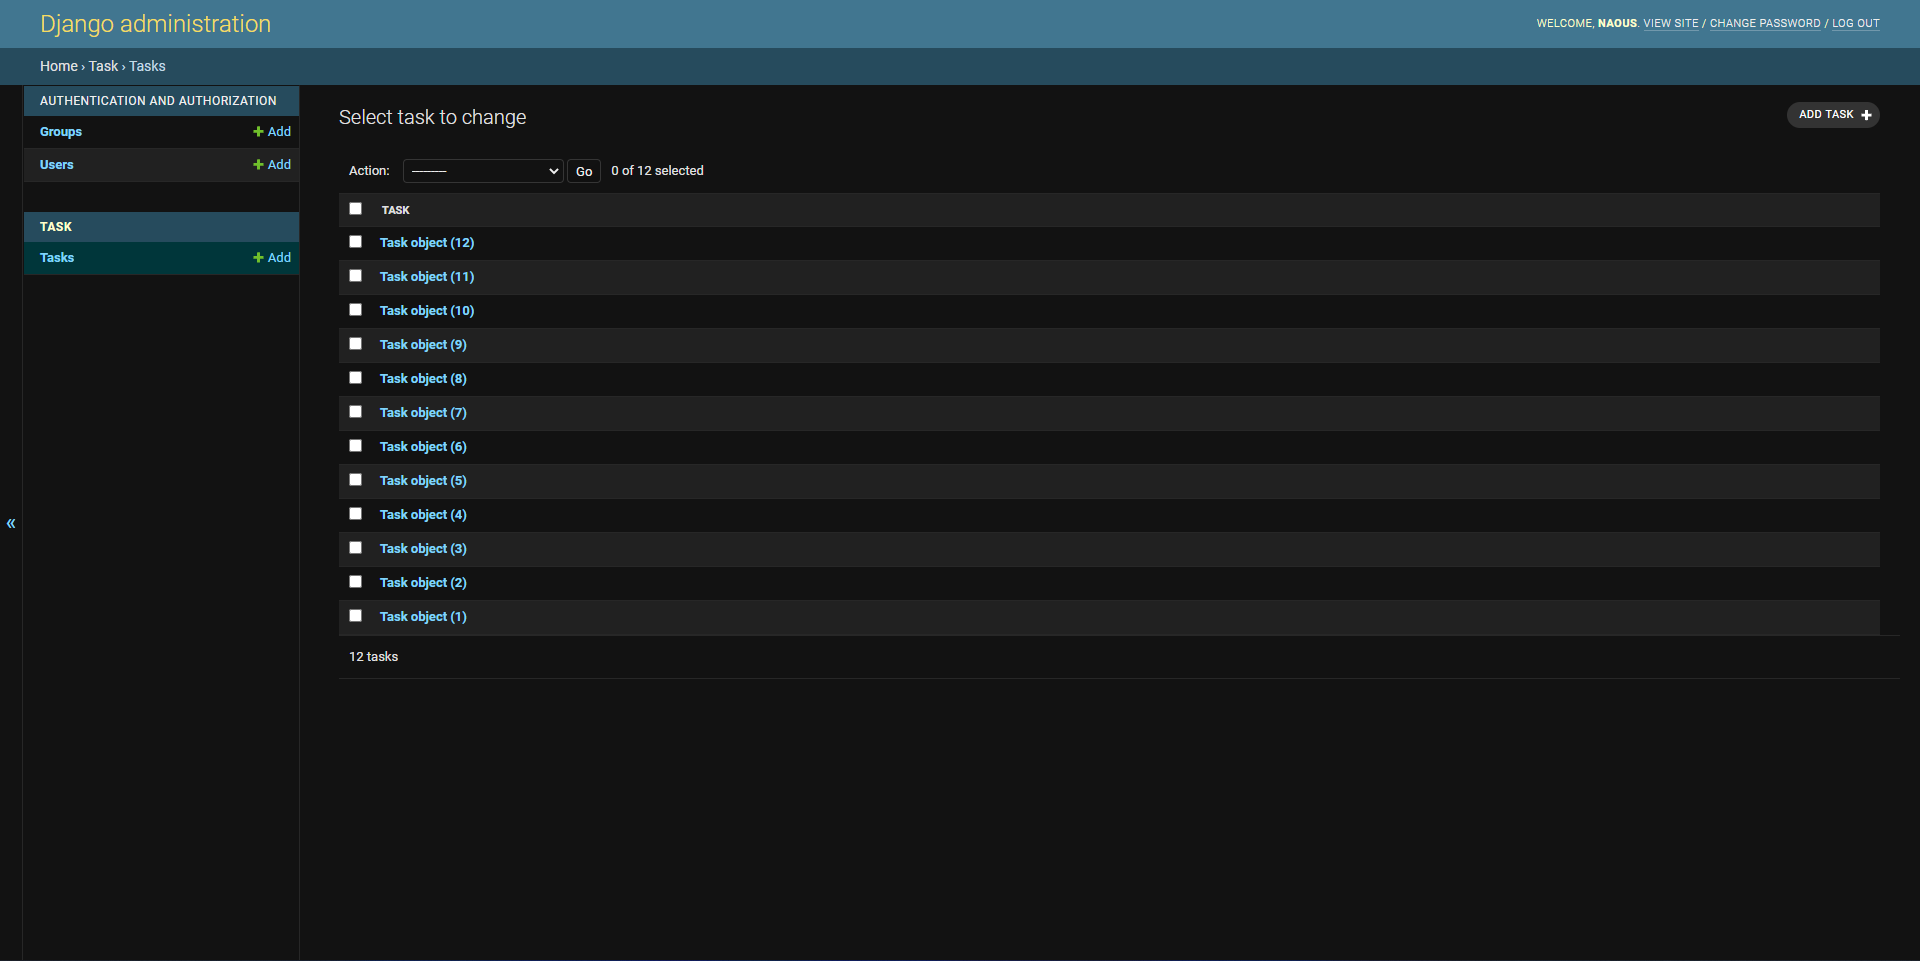 Django administration
WELCOME, NAOUS. VIEW SITE / CHANGE PASSWORD / LOG OUT
Home › Task › Tasks
AUTHENTICATION AND AUTHORIZATION
Groups + Add
Users + Add
TASK
Tasks + Add
«
Select task to change
ADD TASK +
Action: --------- Go 0 of 12 selected
TASK
Task object (12)
Task object (11)
Task object (10)
Task object (9)
Task object (8)
Task object (7)
Task object (6)
Task object (5)
Task object (4)
Task object (3)
Task object (2)
Task object (1)
12 tasks